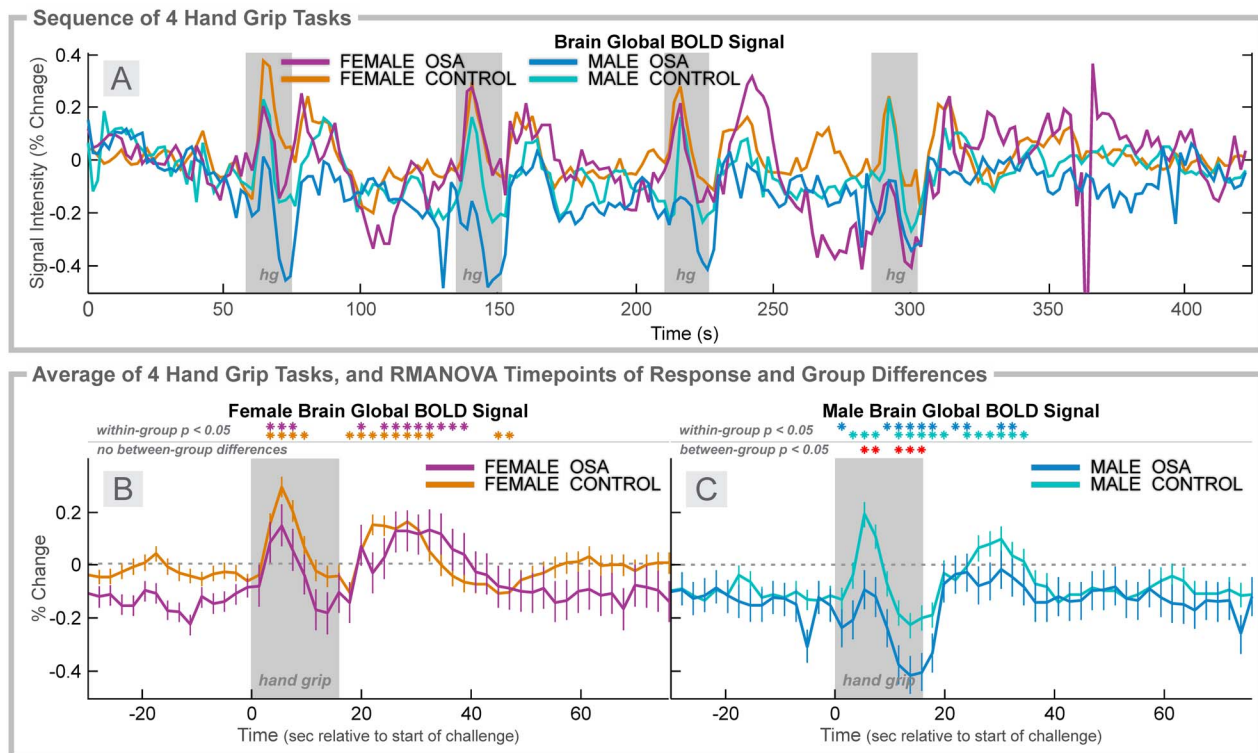 Sequence of 4 Hand Grip Tasks
Brain Global BOLD Signal
FEMALE OSA
MALE OSA
FEMALE CONTROL
MALE CONTROL
A
Signal Intensity (% Chnage)
0.4
0.2
0
-0.2
-0.4
hg
hg
hg
hg
0
50
100
150
200
250
300
350
400
Time (s)
Average of 4 Hand Grip Tasks, and RMANOVA Timepoints of Response and Group Differences
Female Brain Global BOLD Signal
within-group p < 0.05
no between-group differences
B
FEMALE OSA
FEMALE CONTROL
% Change
0.2
0
-0.2
-0.4
hand grip
-20
0
20
40
60
Time (sec relative to start of challenge)
Male Brain Global BOLD Signal
within-group p < 0.05
between-group p < 0.05
C
MALE OSA
MALE CONTROL
hand grip
-20
0
20
40
60
Time (sec relative to start of challenge)